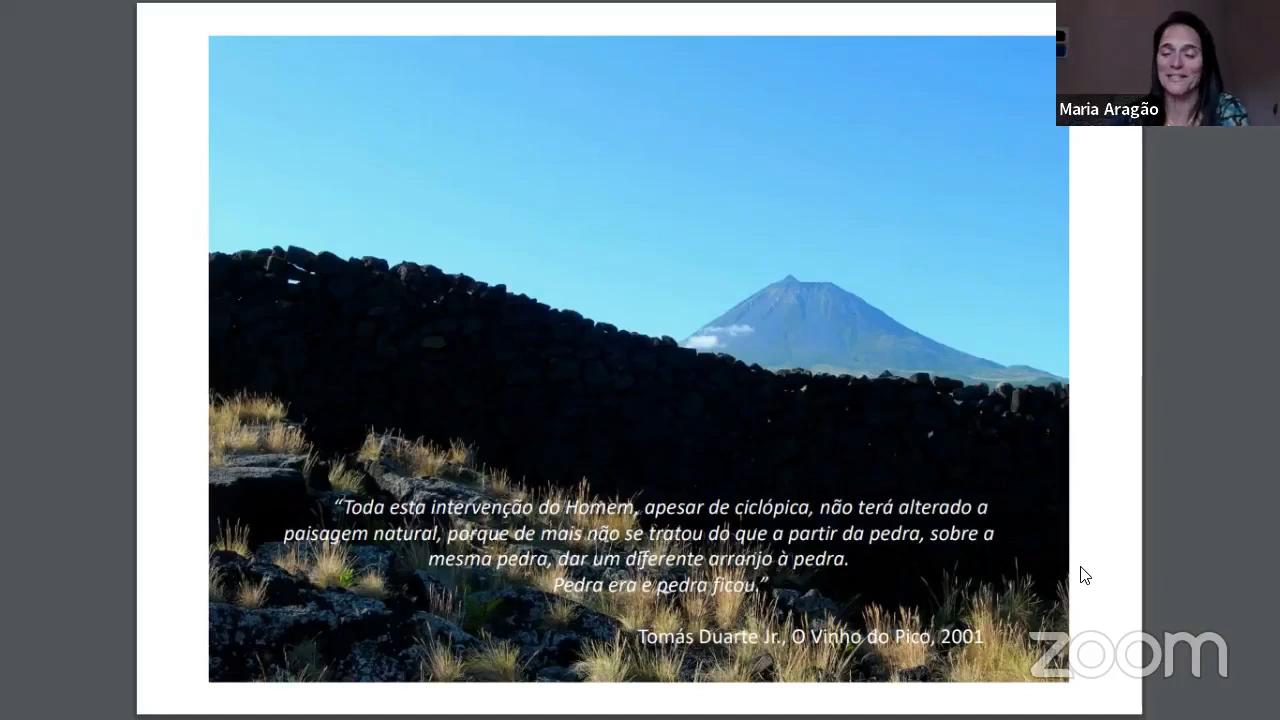 Maria Aragão
“Toda esta intervenção do Homem, apesar de ciclópica, não terá alterado a
paisagem natural, porque de mais não se tratou do que a partir da pedra, sobre a
mesma pedra, dar um diferente arranjo à pedra.
Pedra era e pedra ficou.”
Tomás Duarte Jr., O Vinho do Pico, 2001
zoom